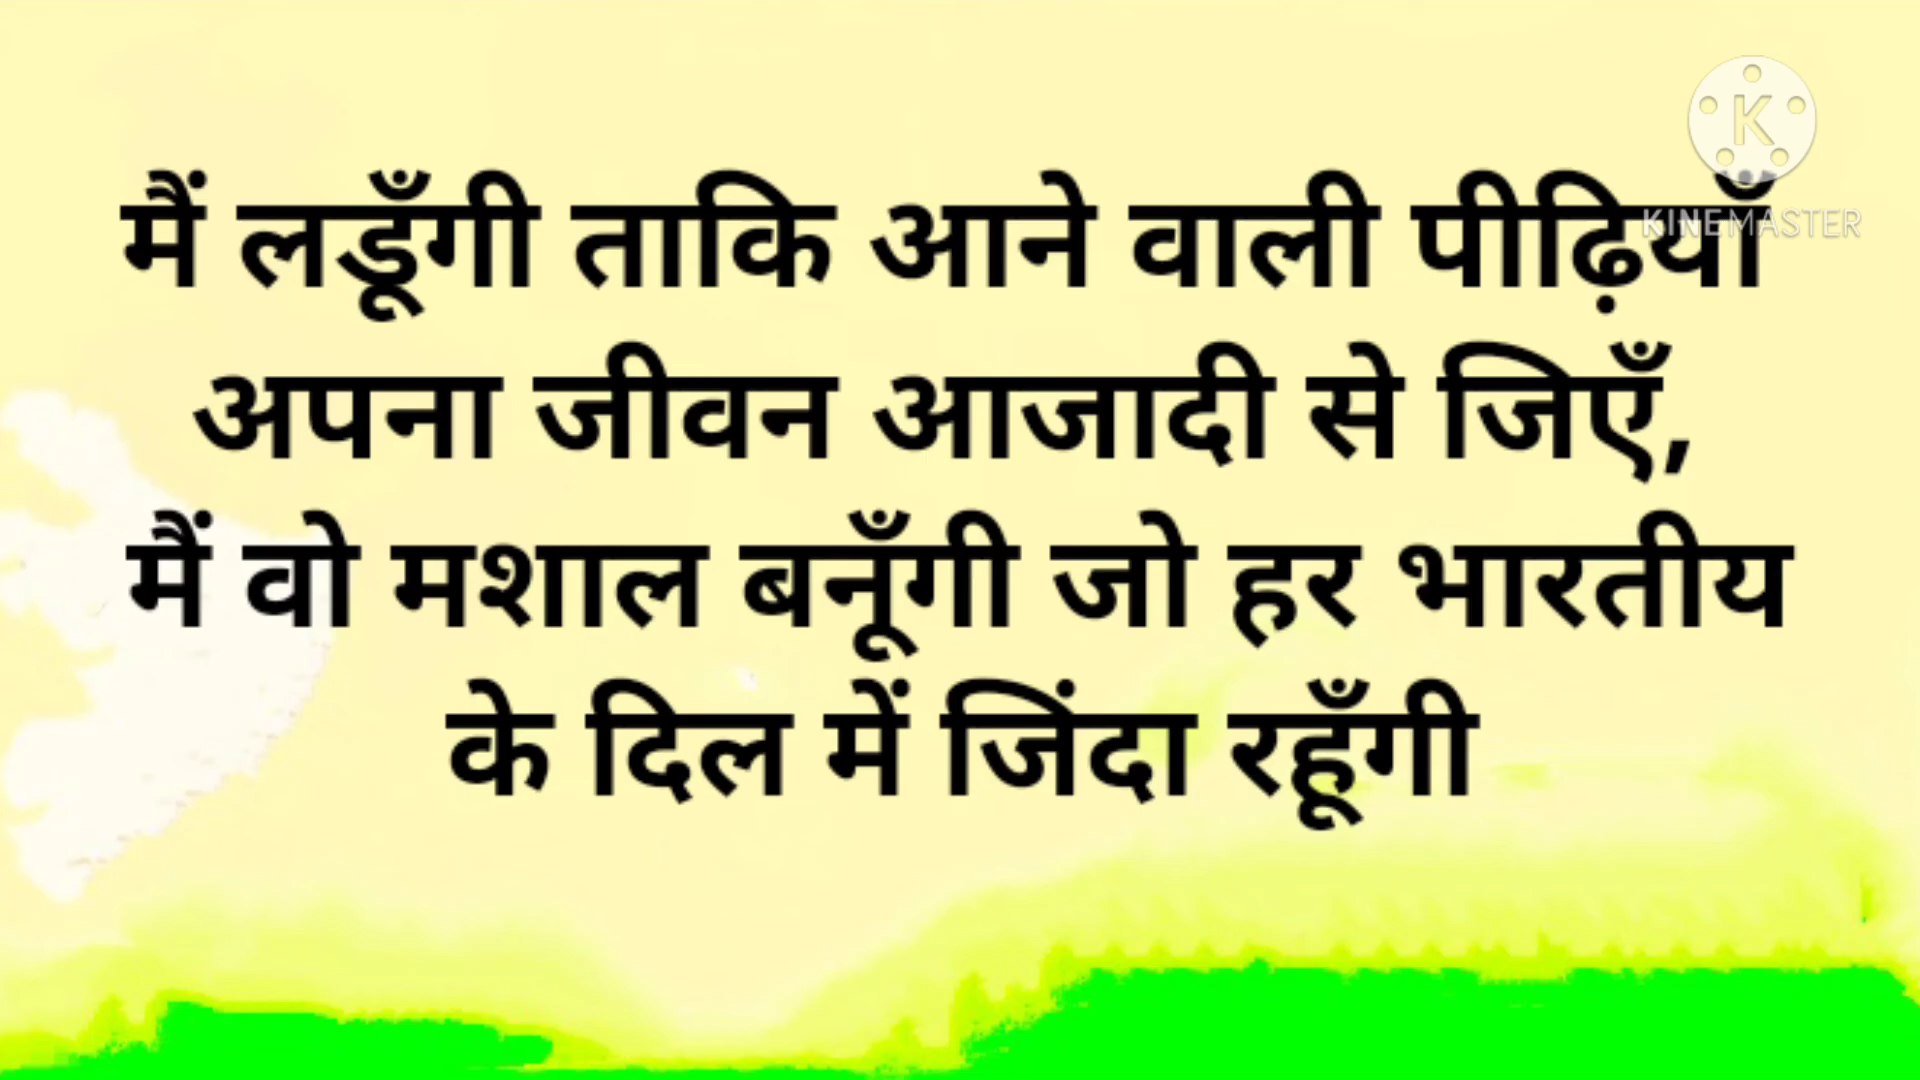 K
KINEMASTER
मैं लडूँगी ताकि आने वाली पीढ़ियाँ
अपना जीवन आजादी से जिएँ,
मैं वो मशाल बनूँगी जो हर भारतीय
के दिल में जिंदा रहूँगी